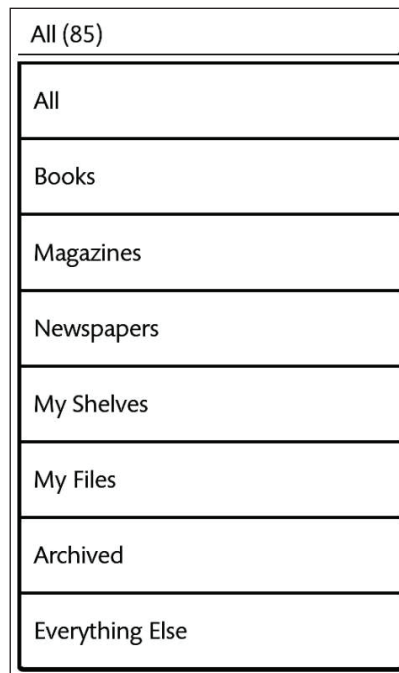 All (85)
All
Books
Magazines
Newspapers
My Shelves
My Files
Archived
Everything Else